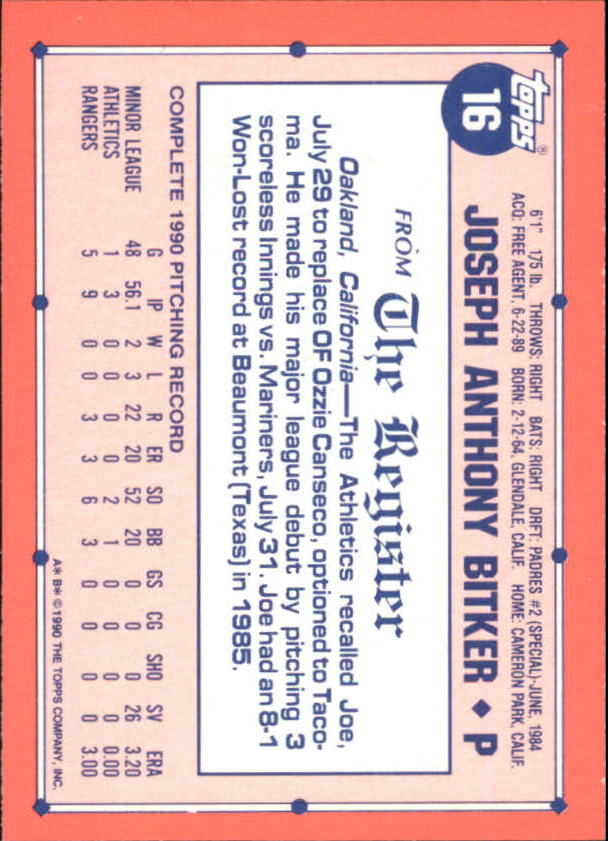 topps®
16
6'1" 175 lb. THROWS: RIGHT BATS: RIGHT DRFT: PADRES #2 (SPECIAL)-JUNE, 1984
ACQ: FREE AGENT, 6-22-89 BORN: 2-12-64, GLENDALE, CALIF. HOME: CAMERON PARK, CALIF.
JOSEPH ANTHONY BITKER ◆ P
FROM The Register
Oakland, California—The Athletics recalled Joe,
July 29 to replace OF Ozzie Canseco, optioned to Taco-
ma. He made his major league debut by pitching 3
scoreless Innings vs. Mariners, July 31. Joe had an 8-1
Won-Lost record at Beaumont (Texas) in 1985.
COMPLETE 1990 PITCHING RECORD
G IP W L R ER SO BB GS CG SHO SV ERA
MINOR LEAGUE 48 56.1 2 3 22 20 52 20 0 0 0 26 3.20
ATHLETICS 1 3 0 0 0 0 2 1 0 0 0 0 0.00
RANGERS 5 9 0 0 3 3 6 3 0 0 0 0 3.00
A* B* © 1990 THE TOPPS COMPANY, INC.